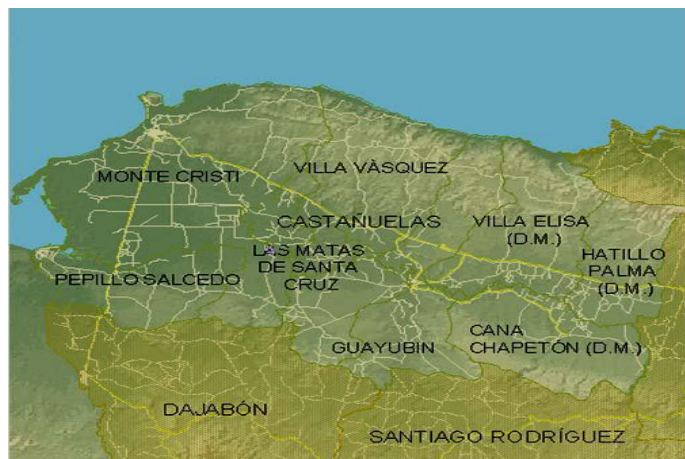 MONTE CRISTI
VILLA VÀSQUEZ
CASTAÑUELAS
VILLA ELISA
(D.M.)
LAS MATAS
DE SANTA
CRUZ
HATILLO
PALMA
(D.M.)
PEPILLO SALCEDO
GUAYUBÍN
CANA
CHAPETÓN (D.M.)
DAJABÓN
SANTIAGO RODRÍGUEZ